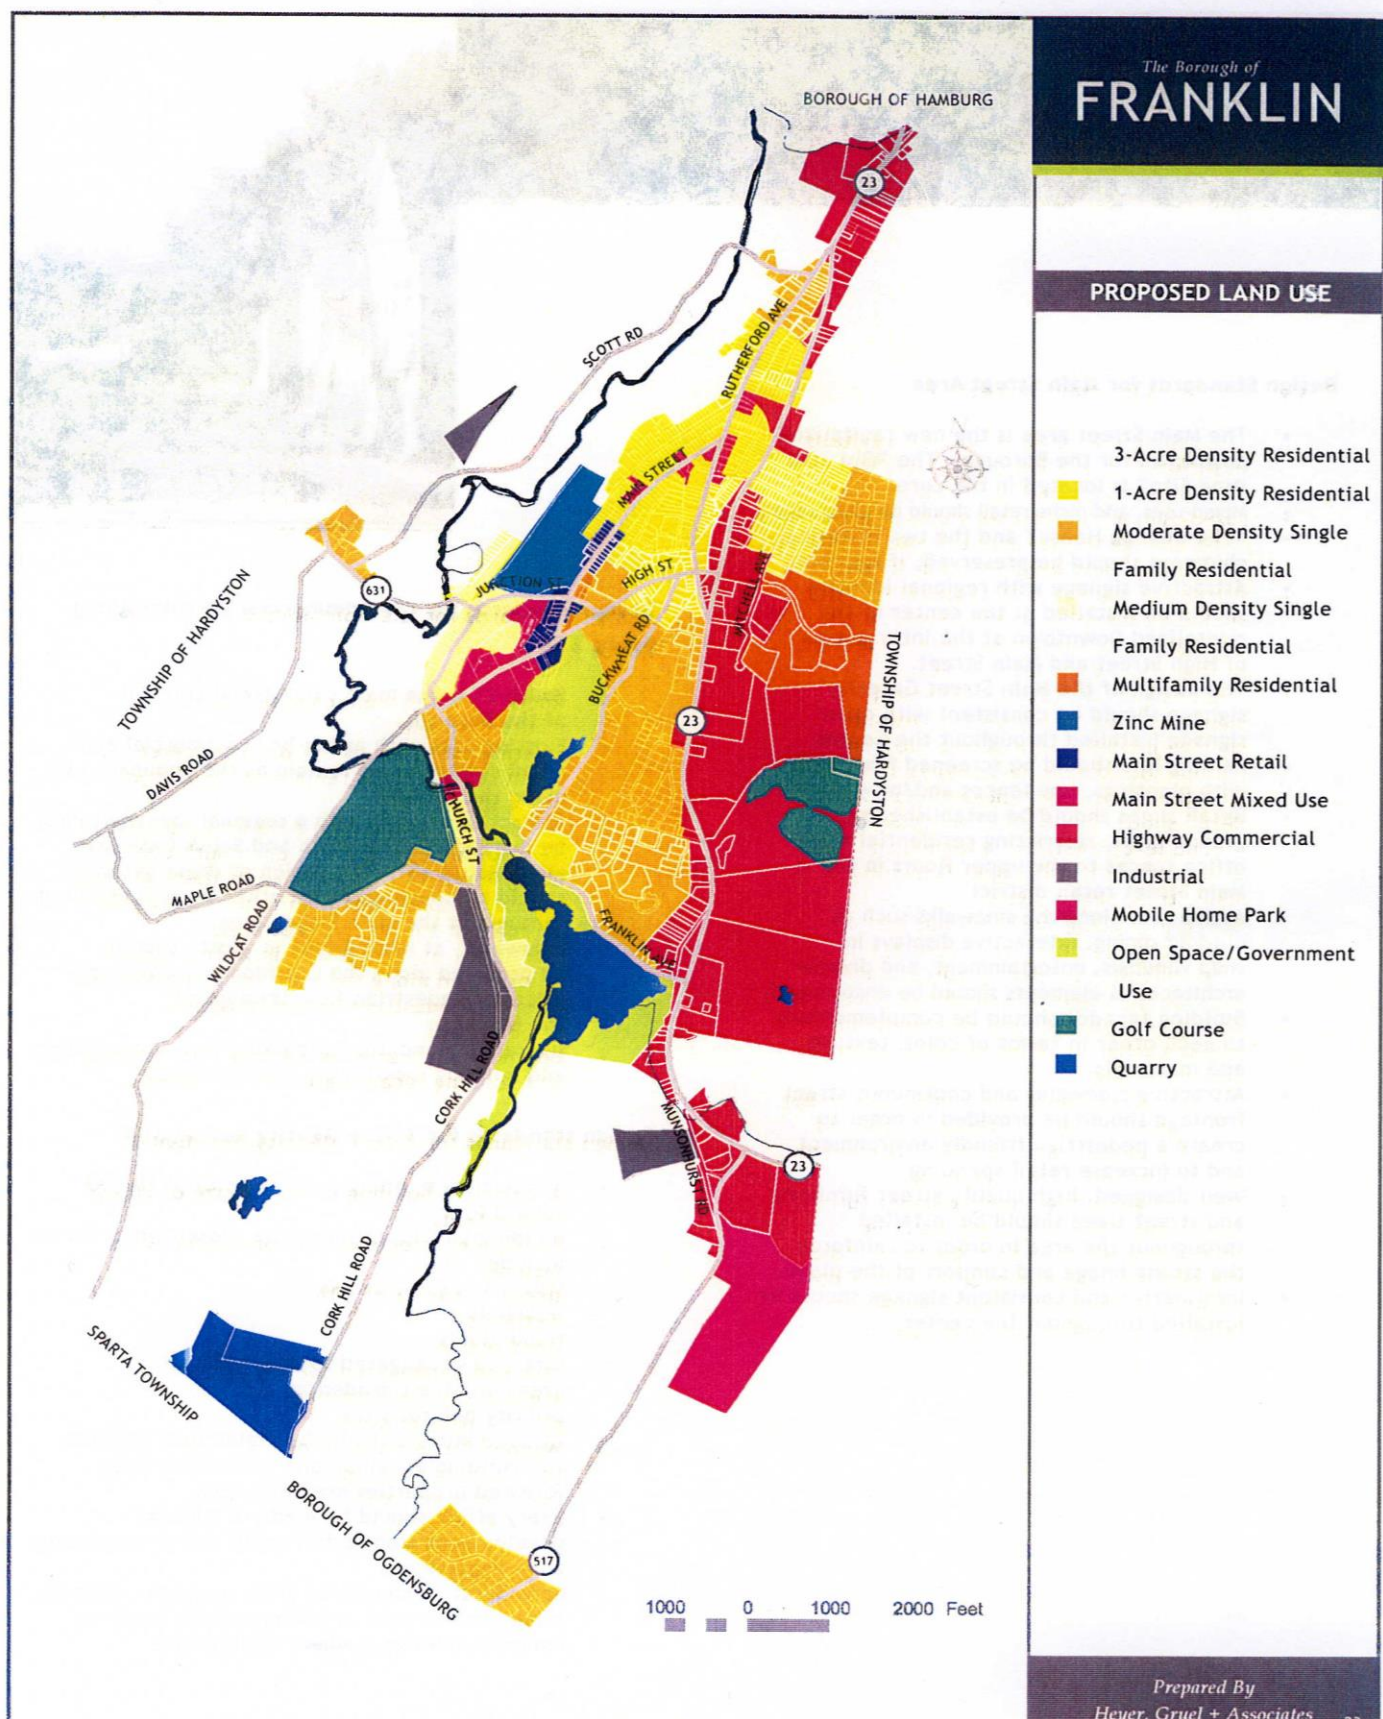 The Borough of
FRANKLIN
PROPOSED LAND USE
3-Acre Density Residential
1-Acre Density Residential
Moderate Density Single
Family Residential
Medium Density Single
Family Residential
Multifamily Residential
Zinc Mine
Main Street Retail
Main Street Mixed Use
Highway Commercial
Industrial
Mobile Home Park
Open Space/Government
Use
Golf Course
Quarry
BOROUGH OF HAMBURG
23
SCOTT RD
RUTHERFORD AVE
MAIN STREET
HIGH ST
JUNCTION ST
MITCHELL AVE
631
BUCKWHEAT RD
TOWNSHIP OF HARDYSTON
TOWNSHIP OF HARDYSTON
23
DAVIS ROAD
CHURCH ST
MAPLE ROAD
WILDCAT ROAD
FRANKLIN AVE
CORK HILL ROAD
MUNSONHURST RD
23
CORK HILL ROAD
SPARTA TOWNSHIP
BOROUGH OF OGDENSBURG
517
1000 0 1000 2000 Feet
Prepared By
Heyer, Gruel + Associates